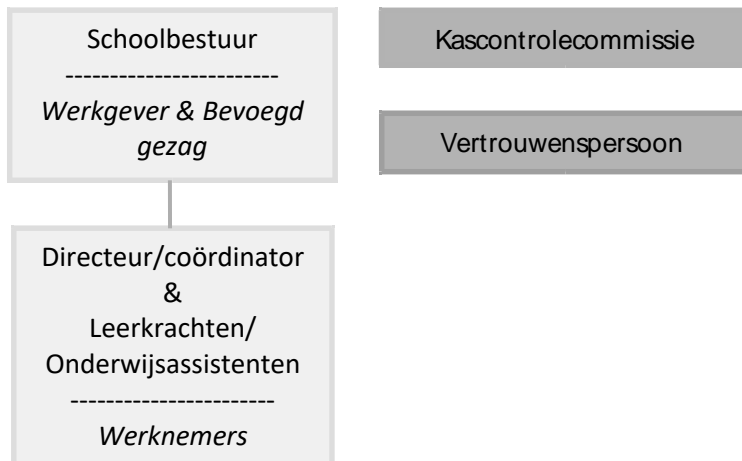 Schoolbestuur
------------------------
Werkgever & Bevoegd
gezag
Kascontrolecommissie
Vertrouwenspersoon
Directeur/coördinator
&
Leerkrachten/
Onderwijsassistenten
-----------------------
Werknemers